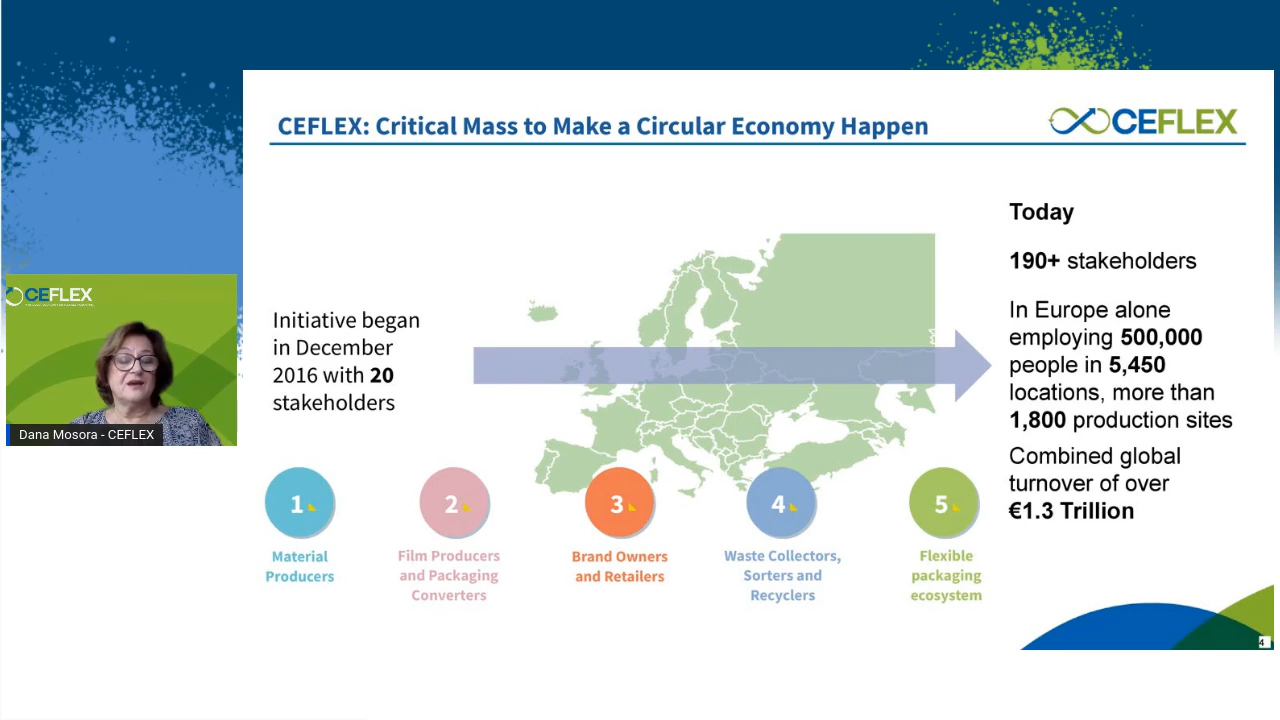 CEFLEX: Critical Mass to Make a Circular Economy Happen
CEFLEX
Today
190+ stakeholders
In Europe alone
employing 500,000
people in 5,450
locations, more than
1,800 production sites
Combined global
turnover of over
€1.3 Trillion
Initiative began
in December
2016 with 20
stakeholders
1
2
3
4
5
Material
Producers
Film Producers
and Packaging
Converters
Brand Owners
and Retailers
Waste Collectors,
Sorters and
Recyclers
Flexible
packaging
ecosystem
4
CEFLEX
Dana Mosora - CEFLEX